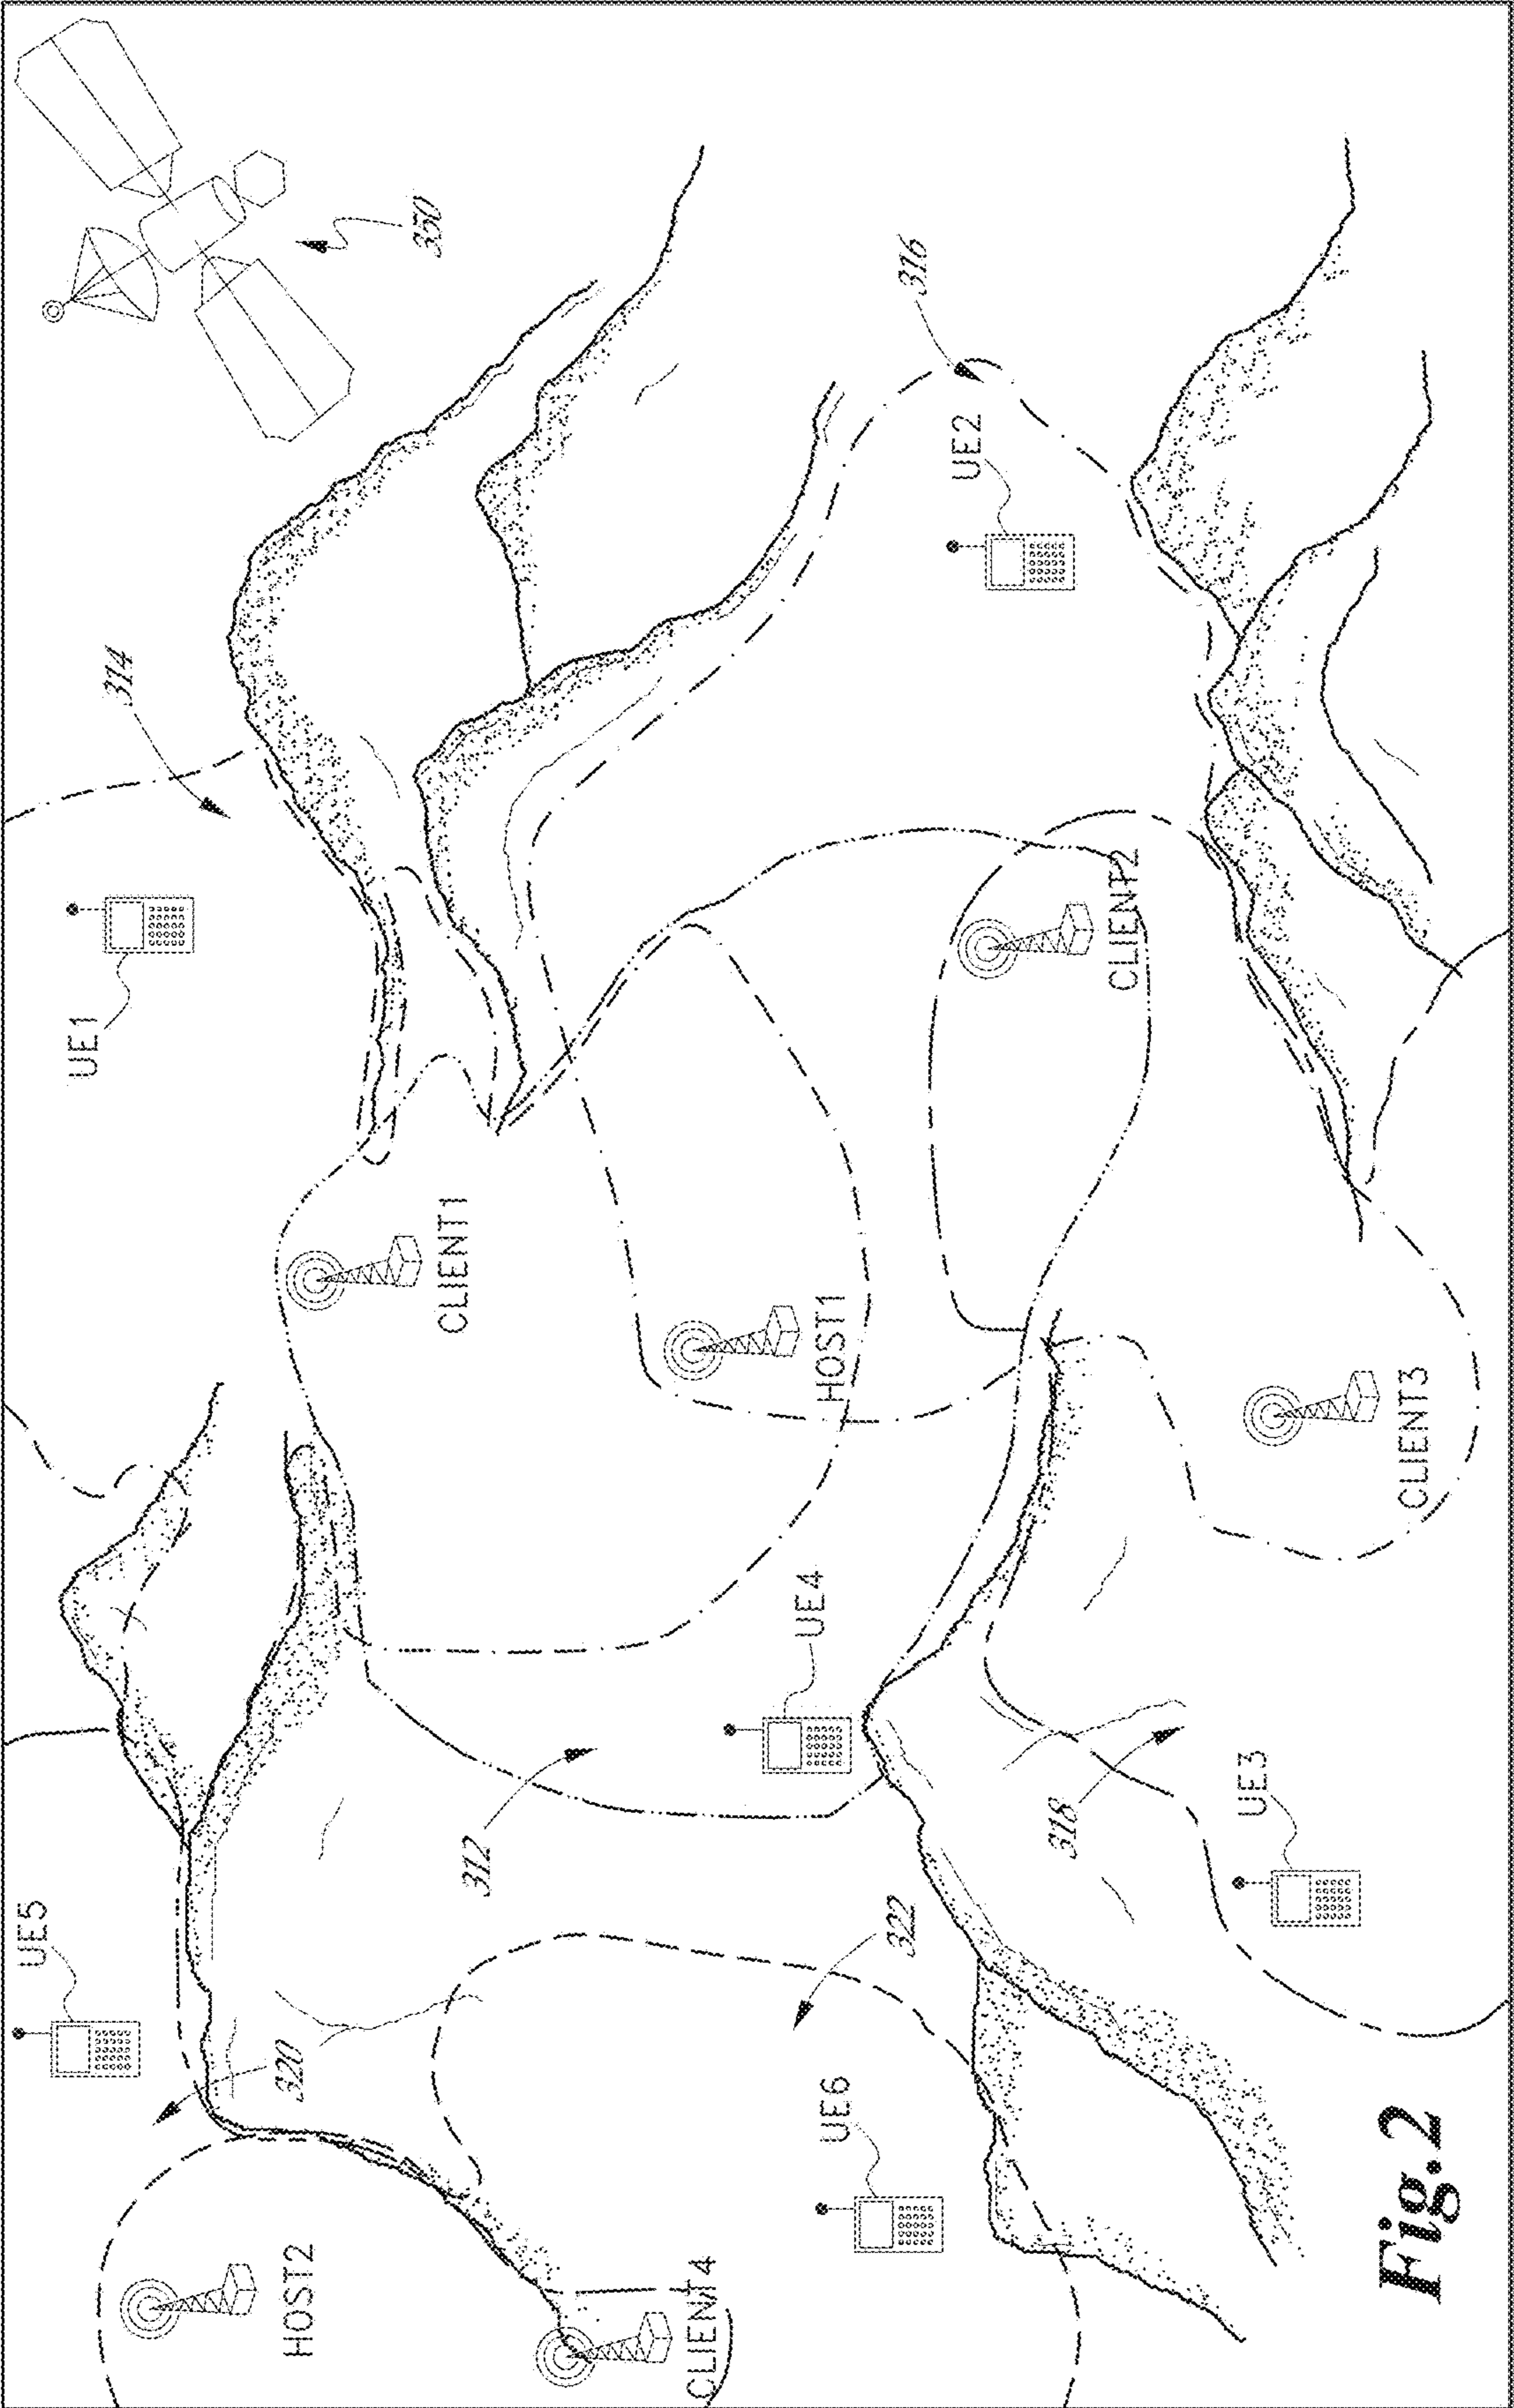 UE5
UE1
350
HOST2
320
314
CLIENT1
CLIENT4
312
HOST1
UE6
322
UE4
UE2
316
318
CLIENT2
UE3
CLIENT3
Fig.2